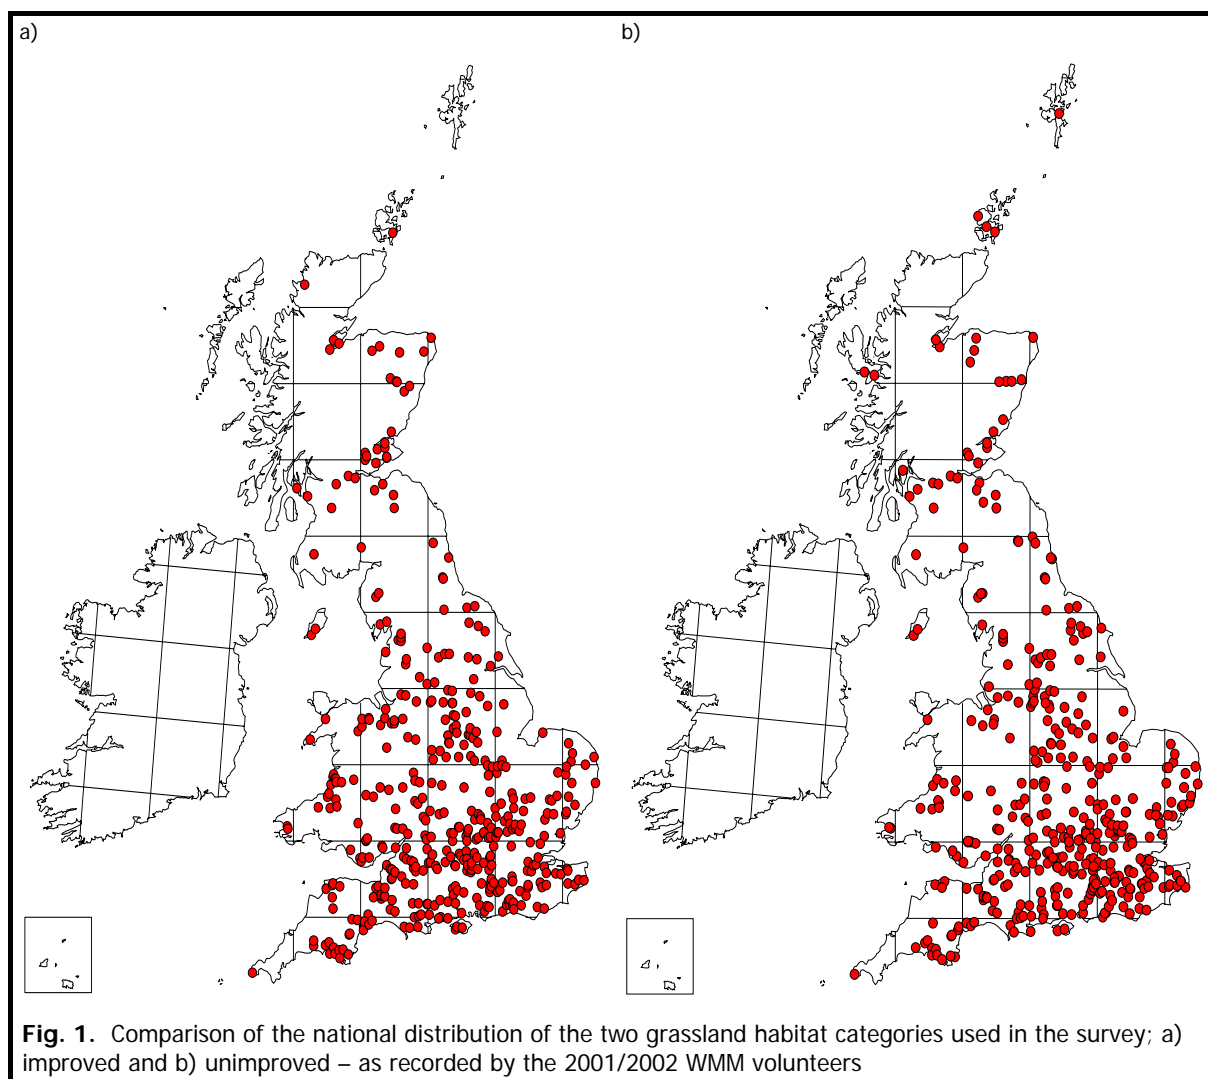 a)
b)
Fig. 1. Comparison of the national distribution of the two grassland habitat categories used in the survey; a)
improved and b) unimproved – as recorded by the 2001/2002 WMM volunteers